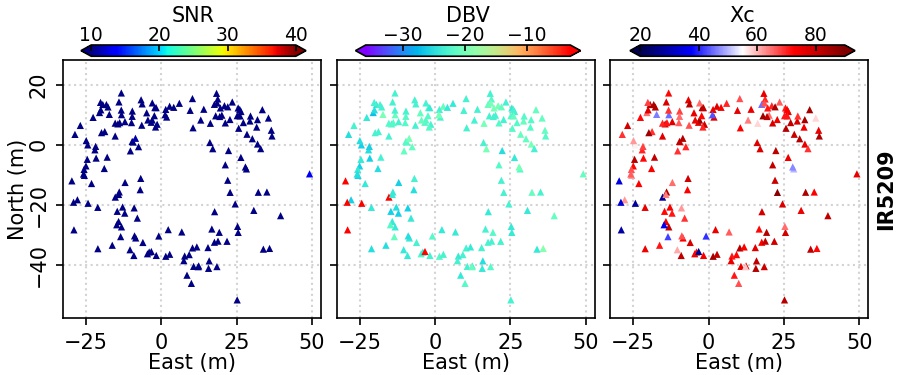 SNR DBV Xc
10 20 30 40 −30 −20 −10 20 40 60 80
20
0
−20
−40
North (m)
IR5209
−25 0 25 50 −25 0 25 50 −25 0 25 50
East (m) East (m) East (m)